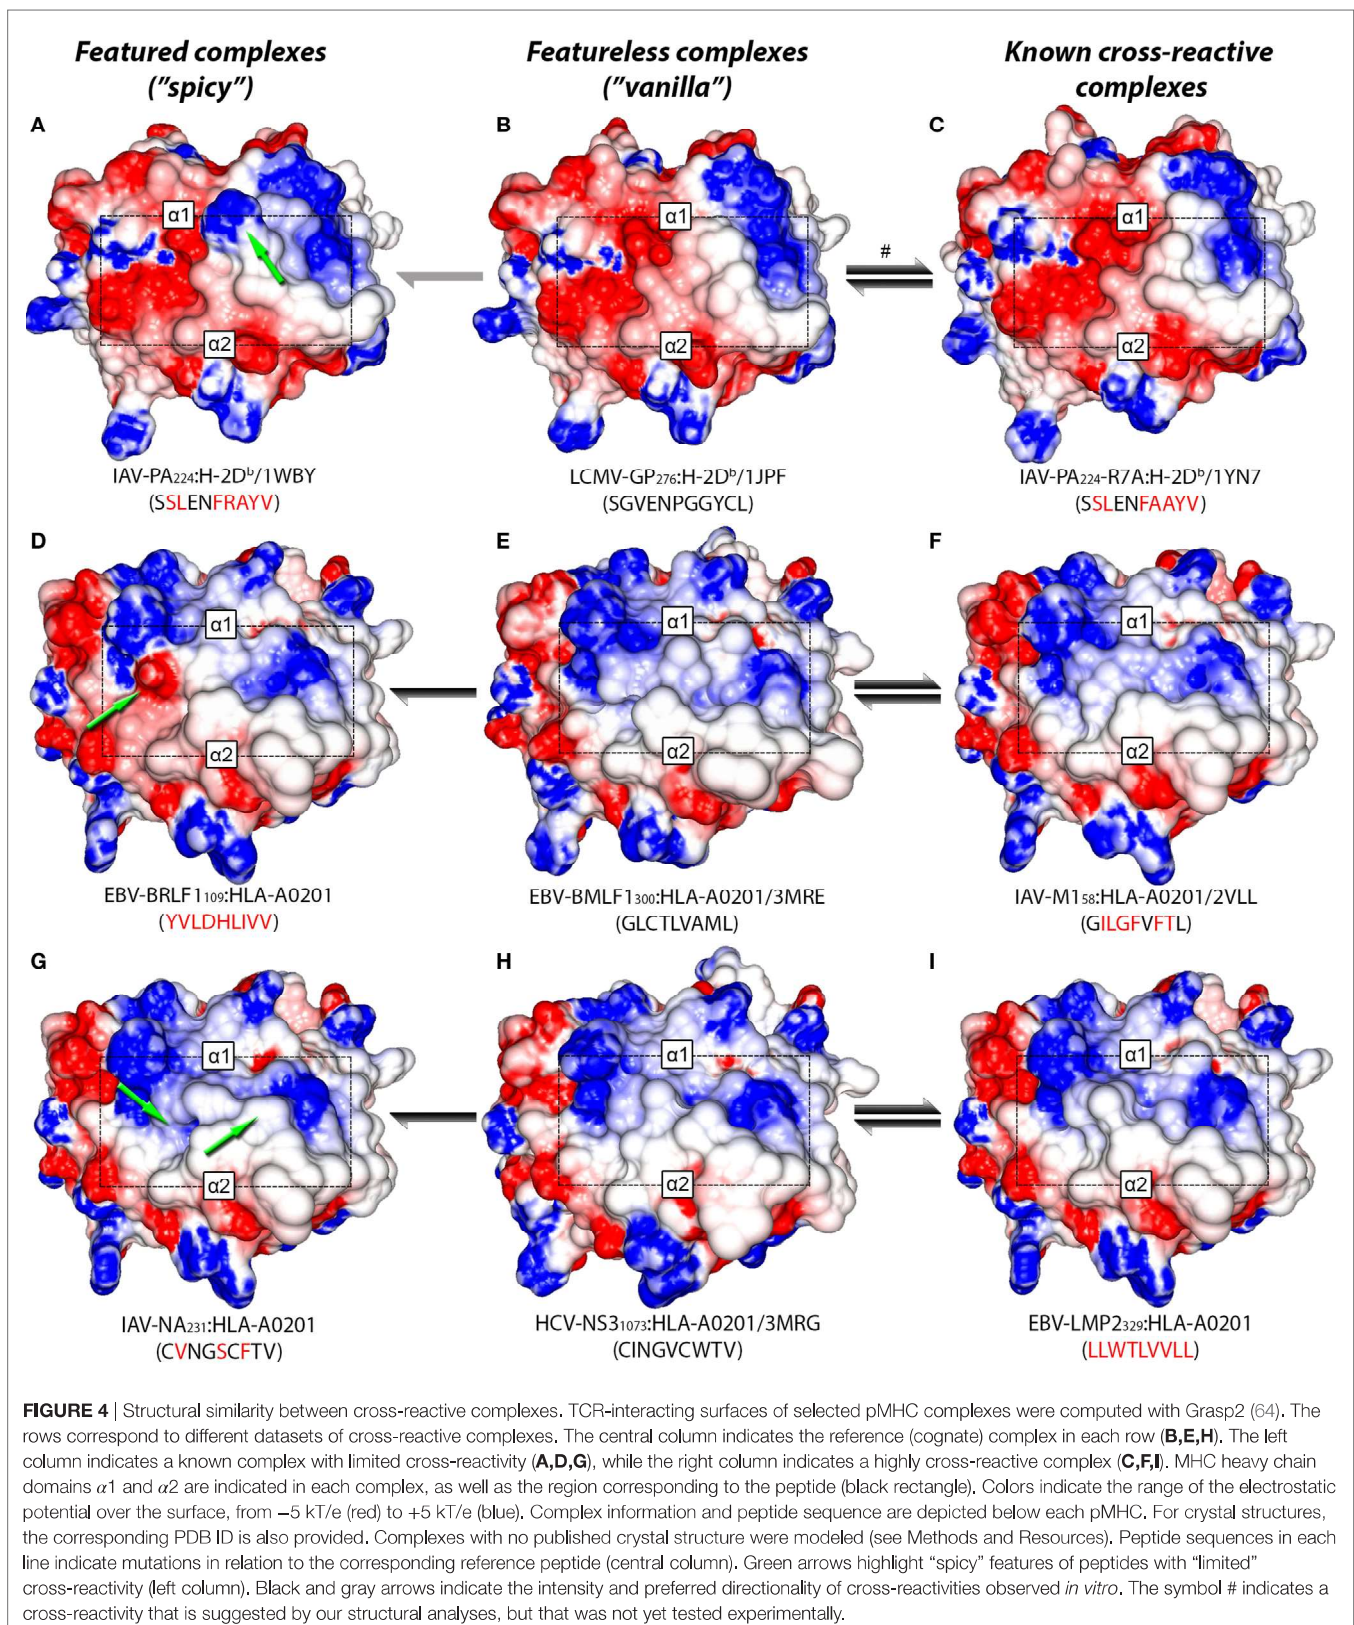 Featured complexes
("spicy")
Featureless complexes
("vanilla")
Known cross-reactive
complexes
A
α1
α2
B
α1
α2
#
C
α1
α2
IAV-PA224:H-2Dᵇ/1WBY
(SSLENFRAYV)
LCMV-GP276:H-2Dᵇ/1JPF
(SGVENPGGYCL)
IAV-PA224-R7A:H-2Dᵇ/1YN7
(SSLENFAAYV)
D
α1
α2
E
α1
α2
F
α1
α2
EBV-BRLF1109:HLA-A0201
(YVLDHLIVV)
EBV-BMLF1300:HLA-A0201/3MRE
(GLCTLVAML)
IAV-M158:HLA-A0201/2VLL
(GILGFVFTL)
G
α1
α2
H
α1
α2
I
α1
α2
IAV-NA231:HLA-A0201
(CVNGSCFTV)
HCV-NS31073:HLA-A0201/3MRG
(CINGVCWTV)
EBV-LMP2329:HLA-A0201
(LLWTLVVLL)
FIGURE 4 | Structural similarity between cross-reactive complexes. TCR-interacting surfaces of selected pMHC complexes were computed with Grasp2 (64). The
rows correspond to different datasets of cross-reactive complexes. The central column indicates the reference (cognate) complex in each row (B,E,H). The left
column indicates a known complex with limited cross-reactivity (A,D,G), while the right column indicates a highly cross-reactive complex (C,F,I). MHC heavy chain
domains α1 and α2 are indicated in each complex, as well as the region corresponding to the peptide (black rectangle). Colors indicate the range of the electrostatic
potential over the surface, from −5 kT/e (red) to +5 kT/e (blue). Complex information and peptide sequence are depicted below each pMHC. For crystal structures,
the corresponding PDB ID is also provided. Complexes with no published crystal structure were modeled (see Methods and Resources). Peptide sequences in each
line indicate mutations in relation to the corresponding reference peptide (central column). Green arrows highlight "spicy" features of peptides with "limited"
cross-reactivity (left column). Black and gray arrows indicate the intensity and preferred directionality of cross-reactivities observed in vitro. The symbol # indicates a
cross-reactivity that is suggested by our structural analyses, but that was not yet tested experimentally.